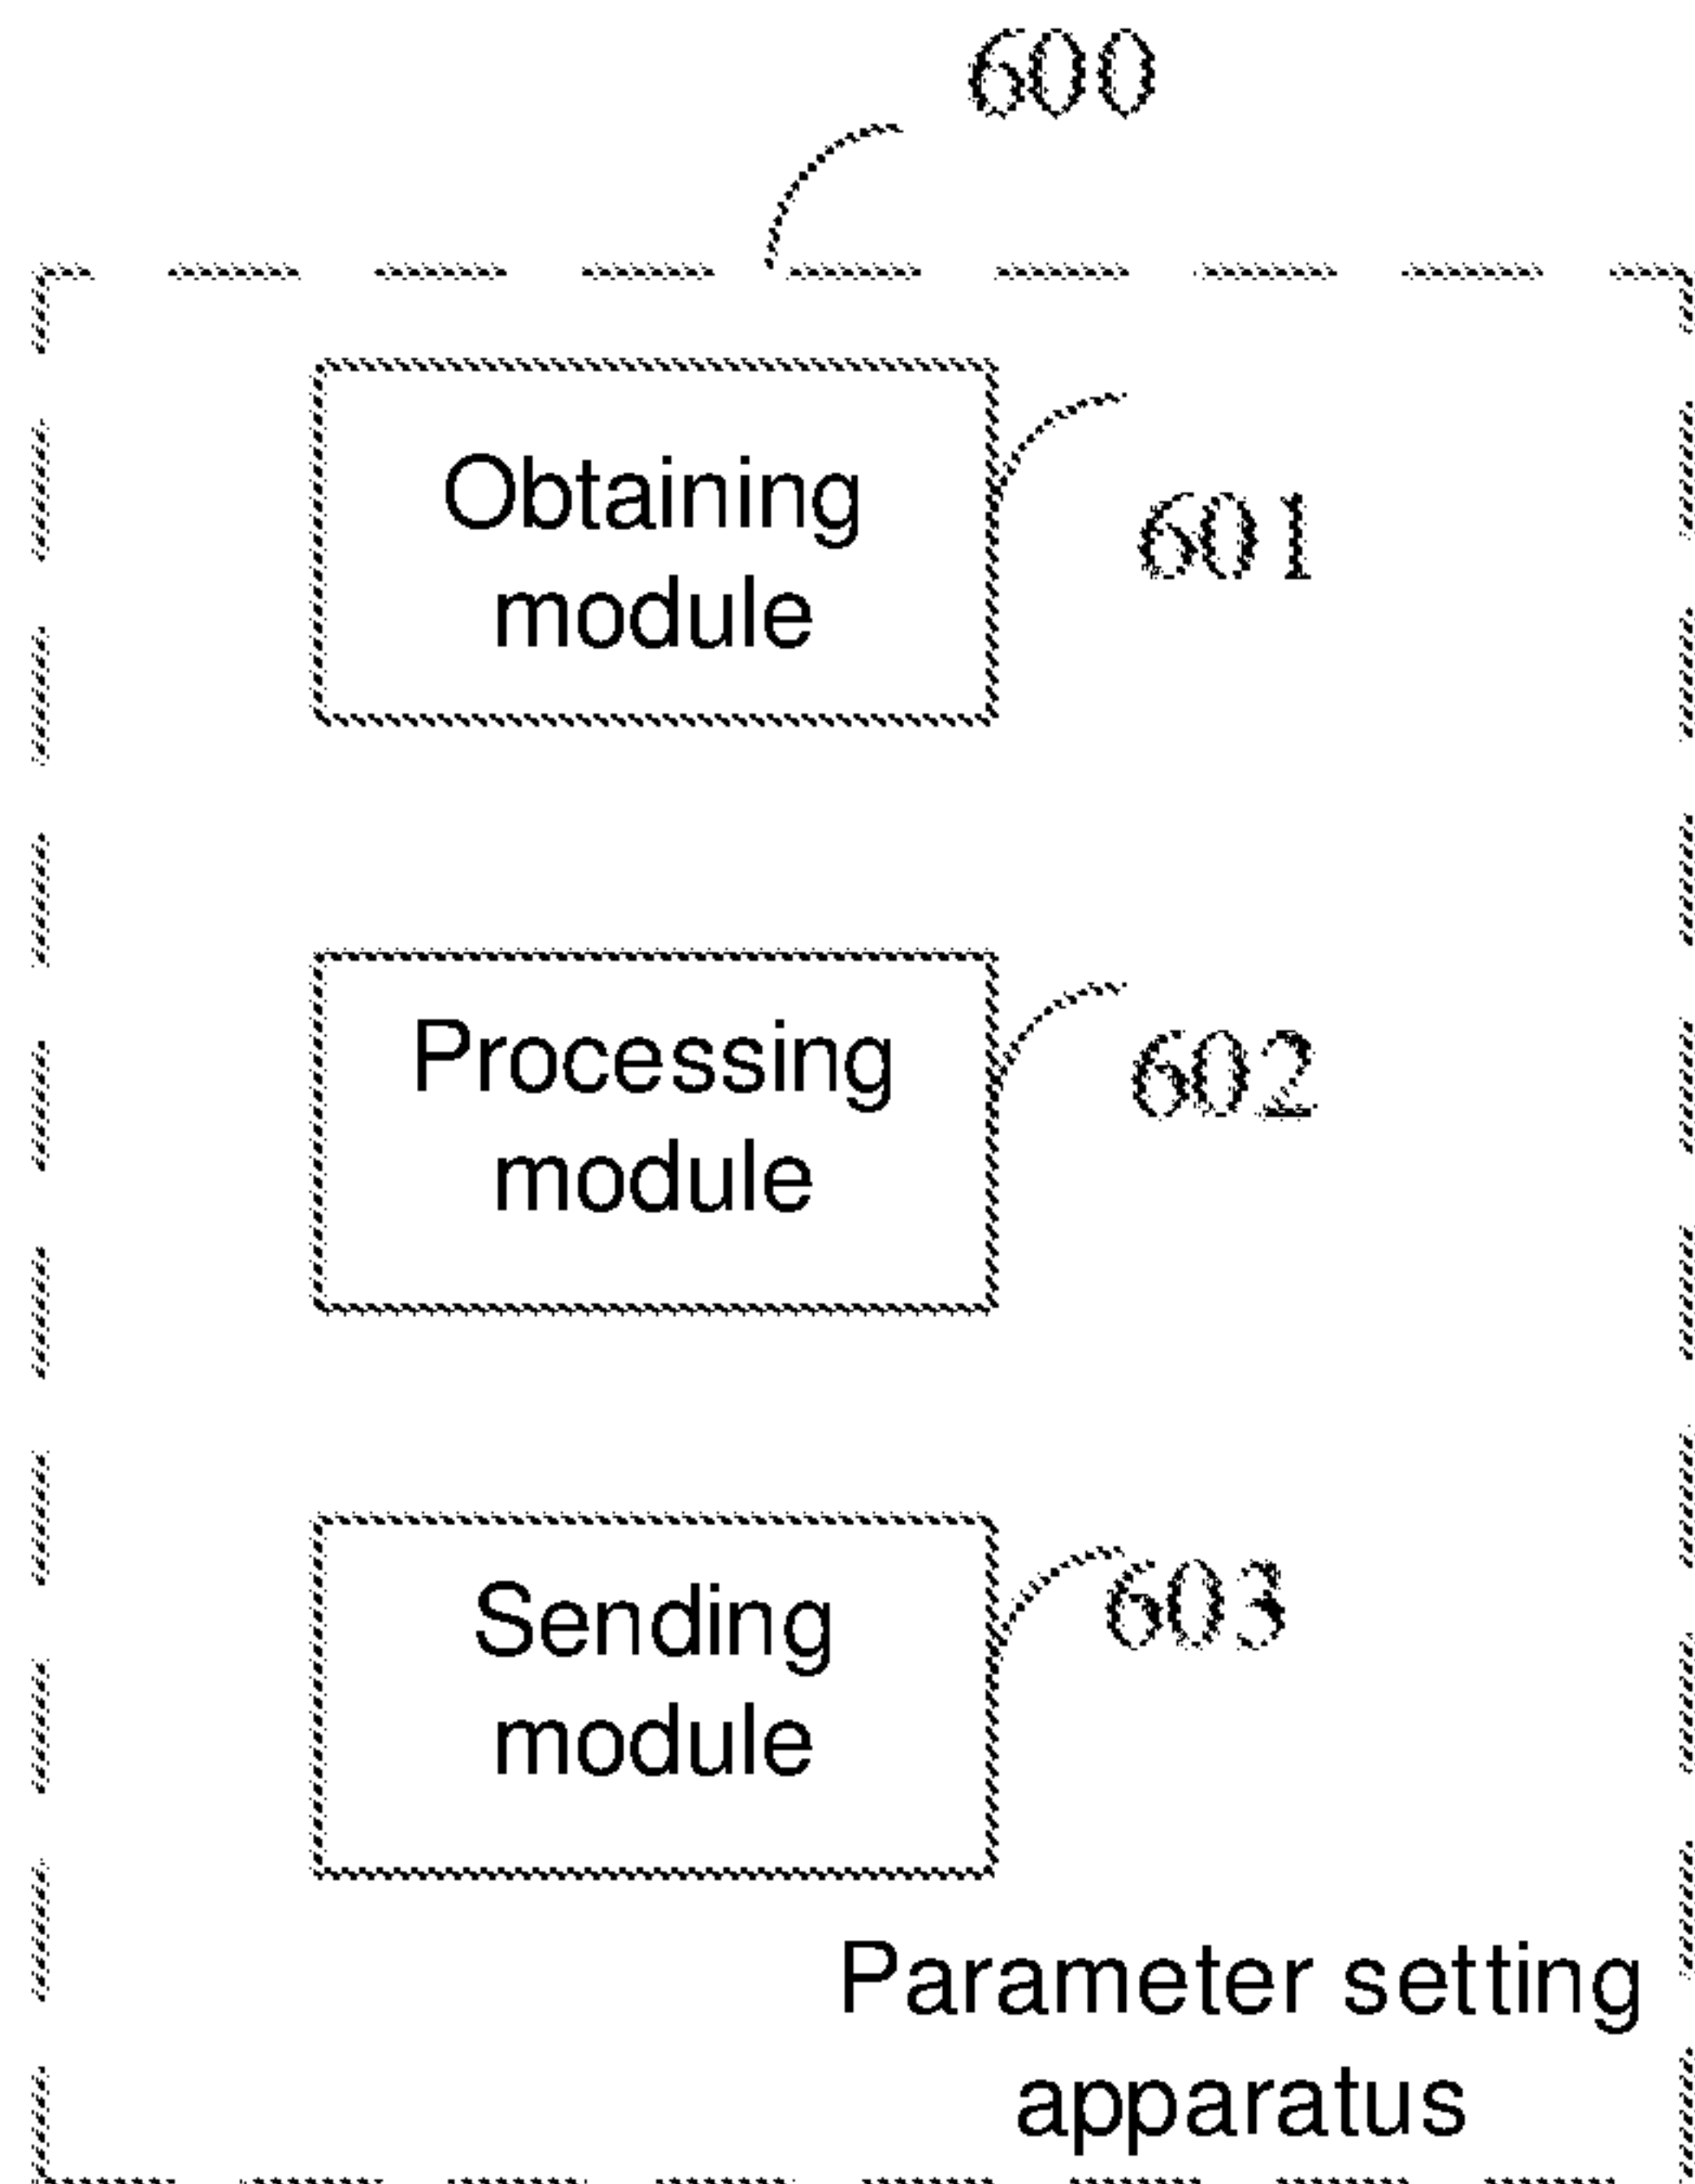 600
Obtaining
module
601
Processing
module
602
Sending
module
603
Parameter setting
apparatus